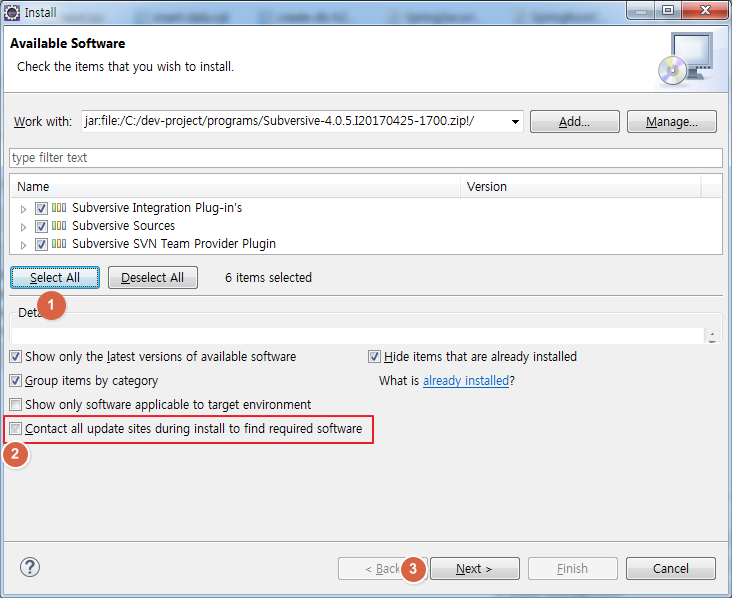 Install
Available Software
Check the items that you wish to install.
Work with: jar:file:/C:/dev-project/programs/Subversive-4.0.5.I20170425-1700.zip!/ Add... Manage...
type filter text
Name Version
Subversive Integration Plug-in's
Subversive Sources
Subversive SVN Team Provider Plugin
Select All Deselect All 6 items selected
1
Show only the latest versions of available software Hide items that are already installed
Group items by category What is already installed?
Show only software applicable to target environment
Contact all update sites during install to find required software
2
? < Back 3 Next > Finish Cancel